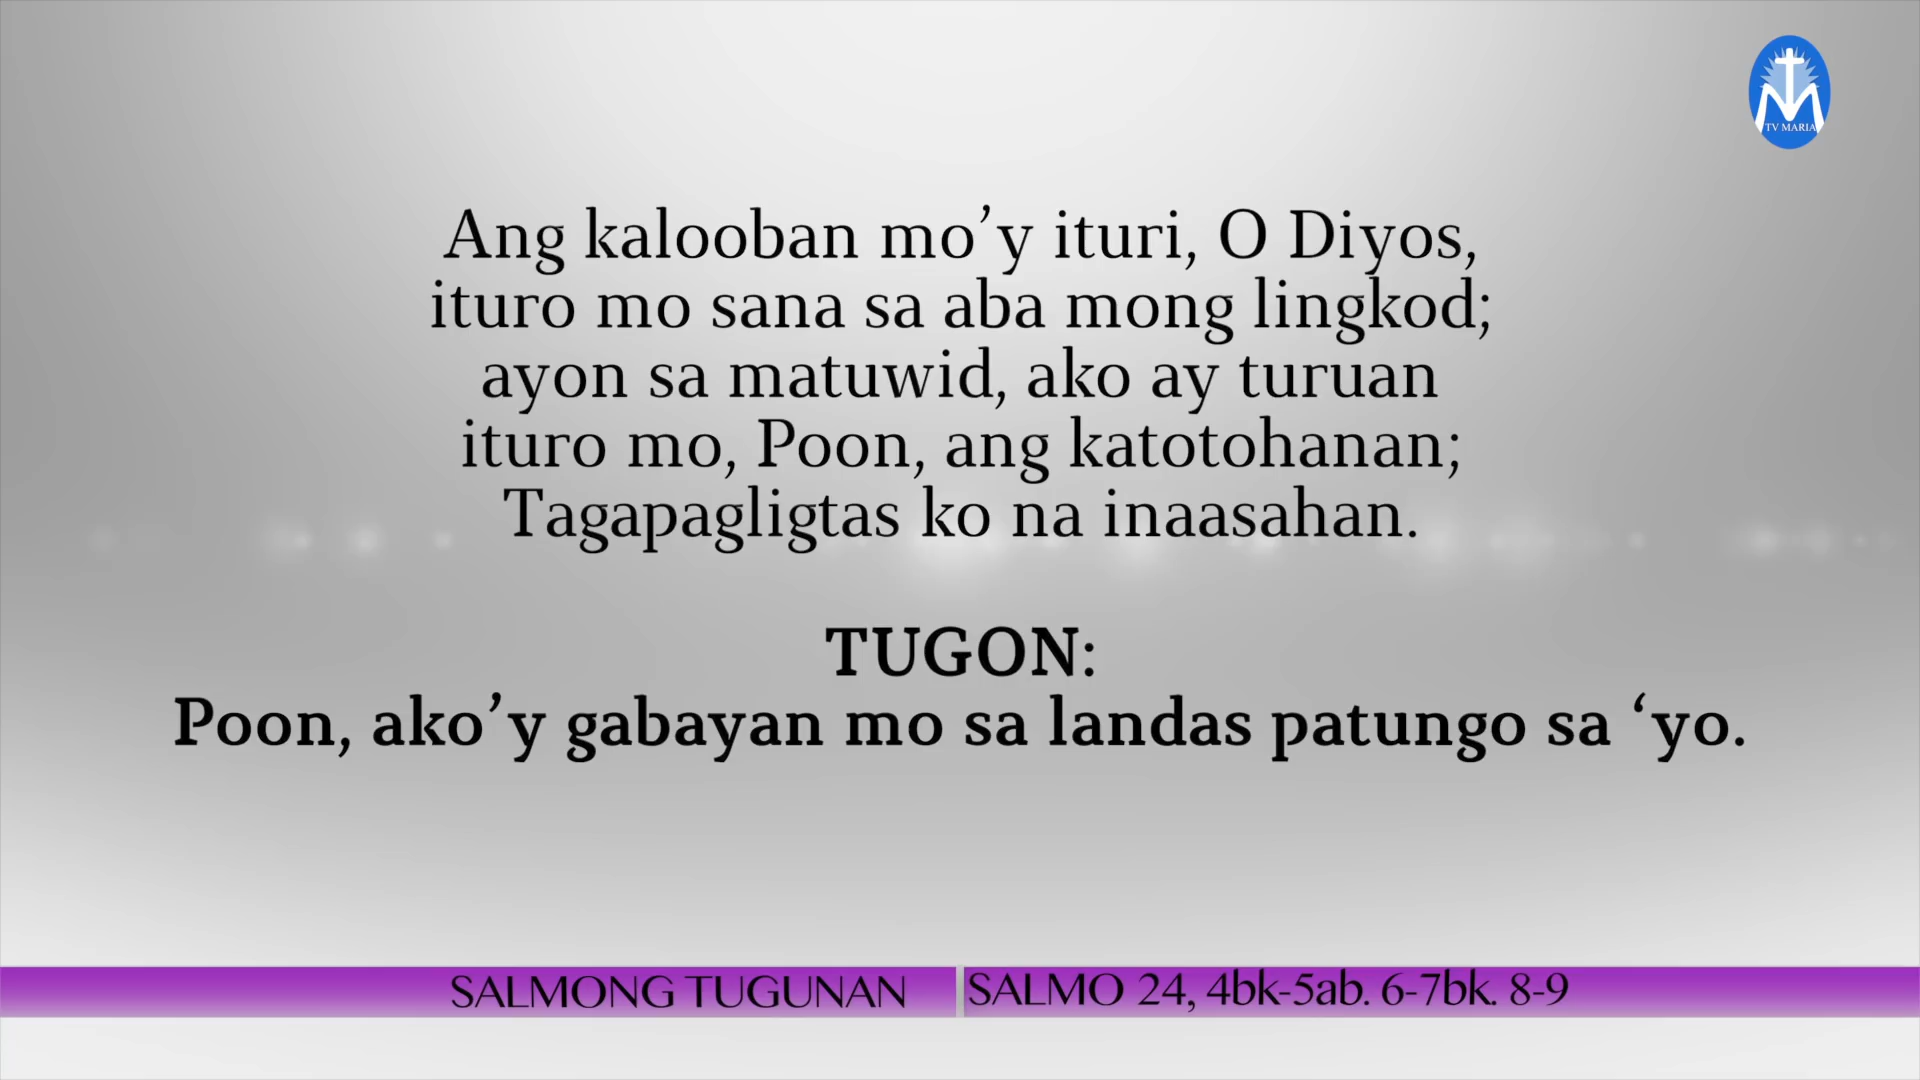 TV MARIA
Ang kalooban mo’y ituri, O Diyos,
ituro mo sana sa aba mong lingkod;
ayon sa matuwid, ako ay turuan
ituro mo, Poon, ang katotohanan;
Tagapagligtas ko na inaasahan.
TUGON:
Poon, ako’y gabayan mo sa landas patungo sa ‘yo.
SALMONG TUGUNAN
SALMO 24, 4bk-5ab. 6-7bk. 8-9